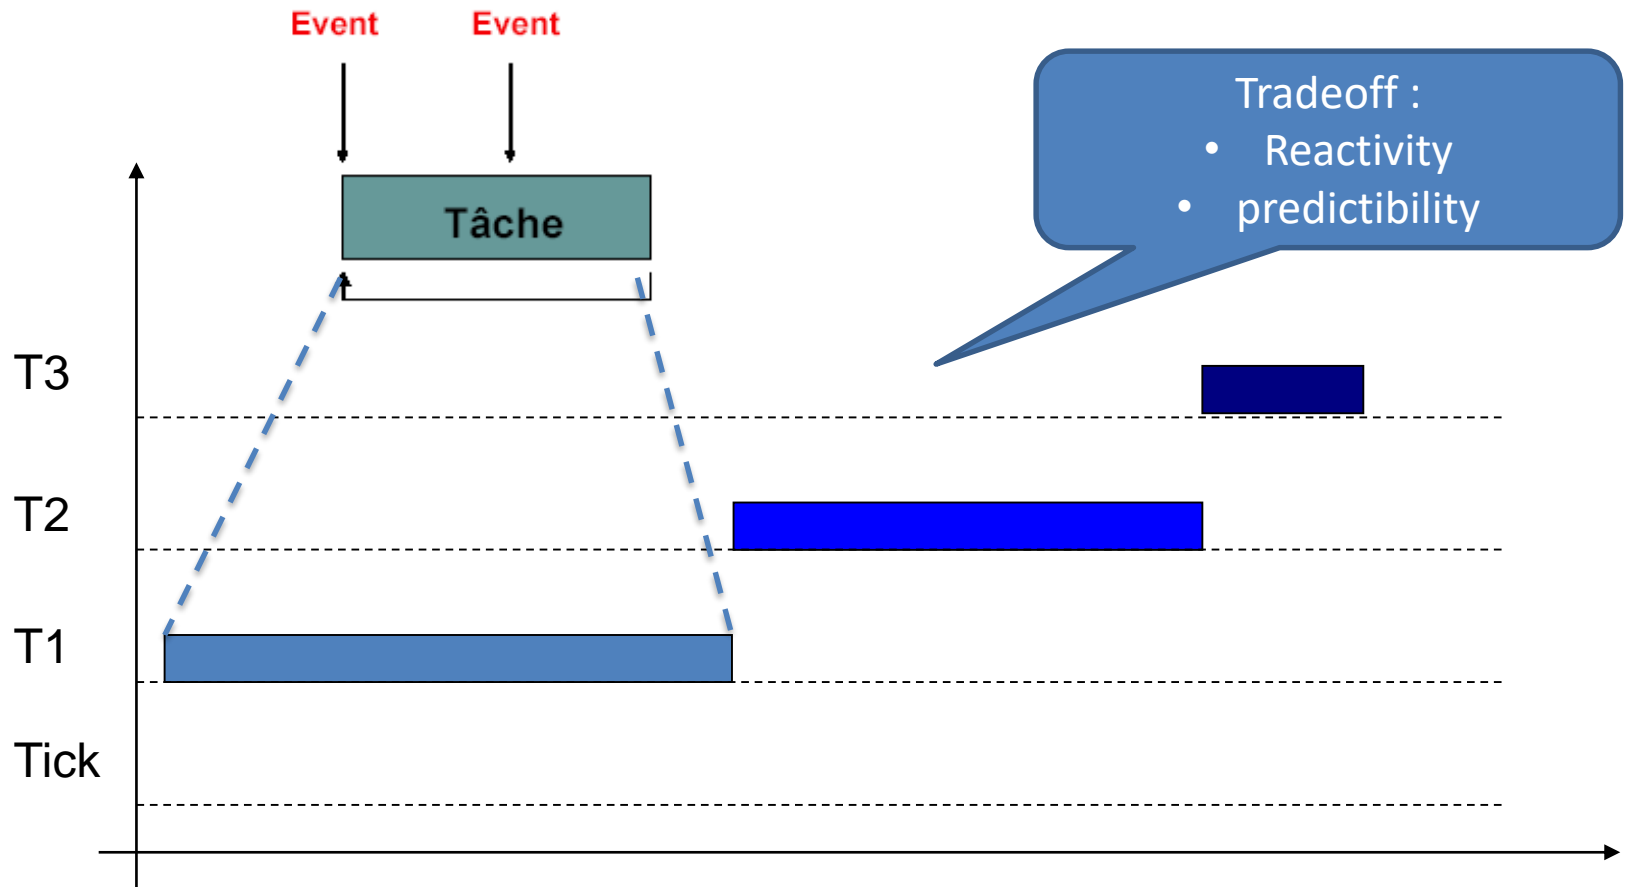 Event Event
Tradeoff :
• Reactivity
• predictibility
Tâche
T3
T2
T1
Tick